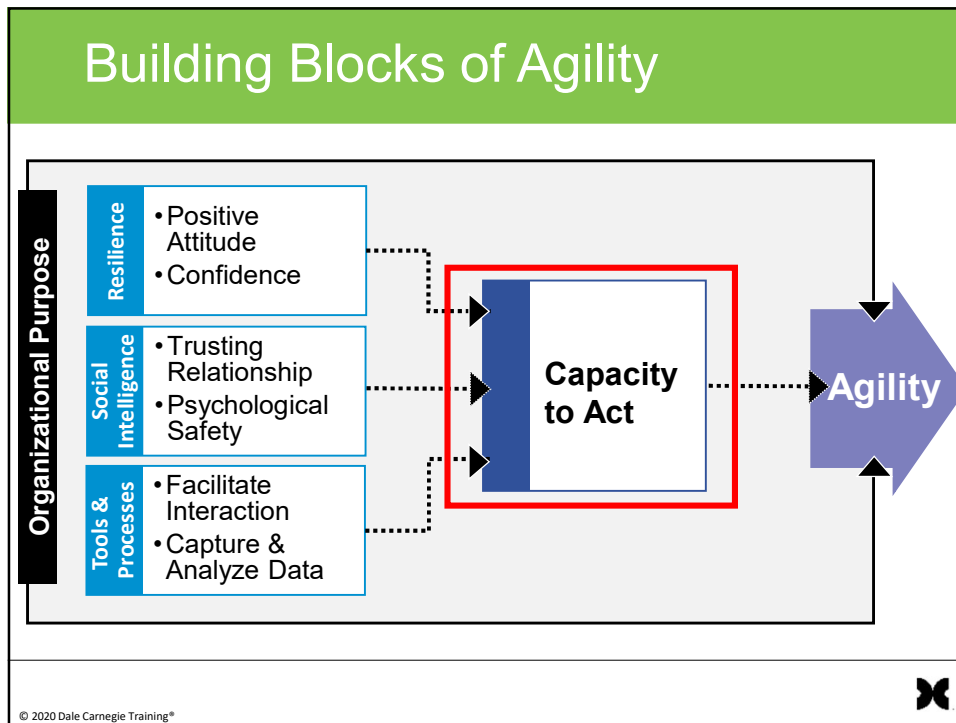 Building Blocks of Agility
Organizational Purpose
Resilience
•Positive
Attitude
•Confidence
Social
Intelligence
•Trusting
Relationship
•Psychological
Safety
Tools &
Processes
•Facilitate
Interaction
•Capture &
Analyze Data
Capacity
to Act
Agility
© 2020 Dale Carnegie Training®